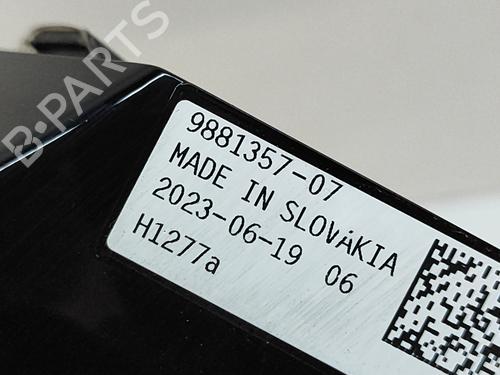 B-PARTS
9881357-07
MADE IN SLOVAKIA
2023-06-19 06
H1277a